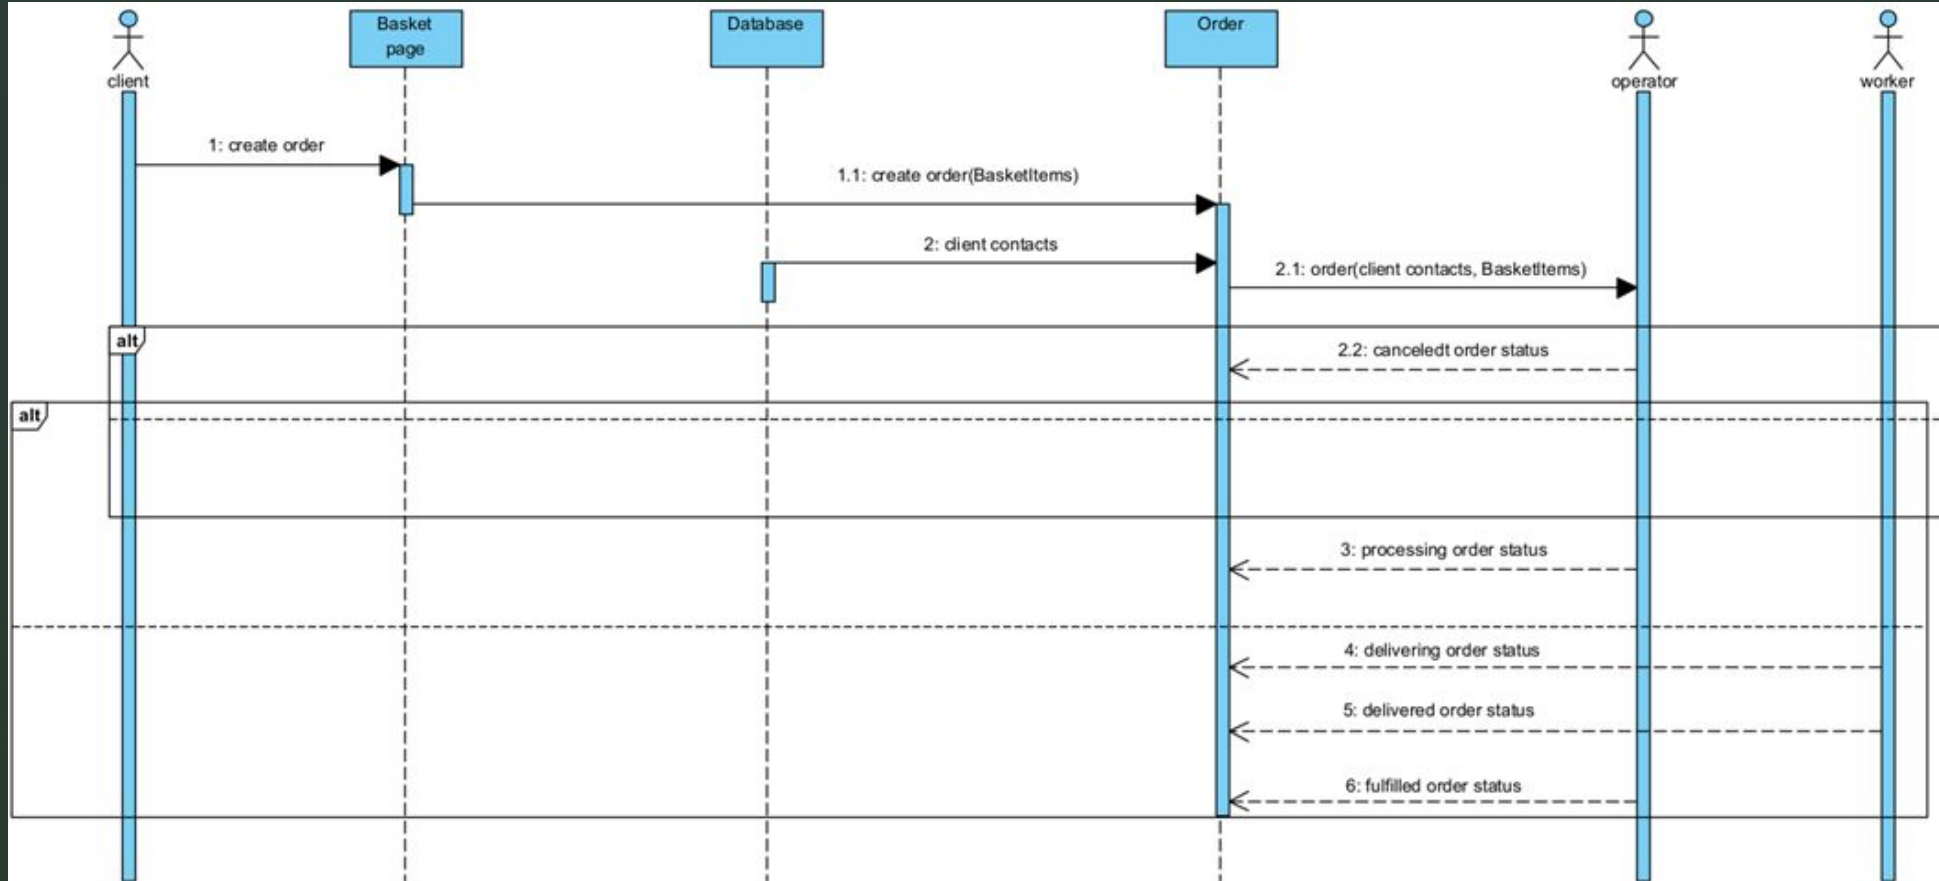 Basket
page
Database
Order
client
operator
worker
1: create order
1.1: create order(BasketItems)
2: client contacts
2.1: order(client contacts, BasketItems)
alt
2.2: canceledt order status
alt
3: processing order status
4: delivering order status
5: delivered order status
6: fulfilled order status